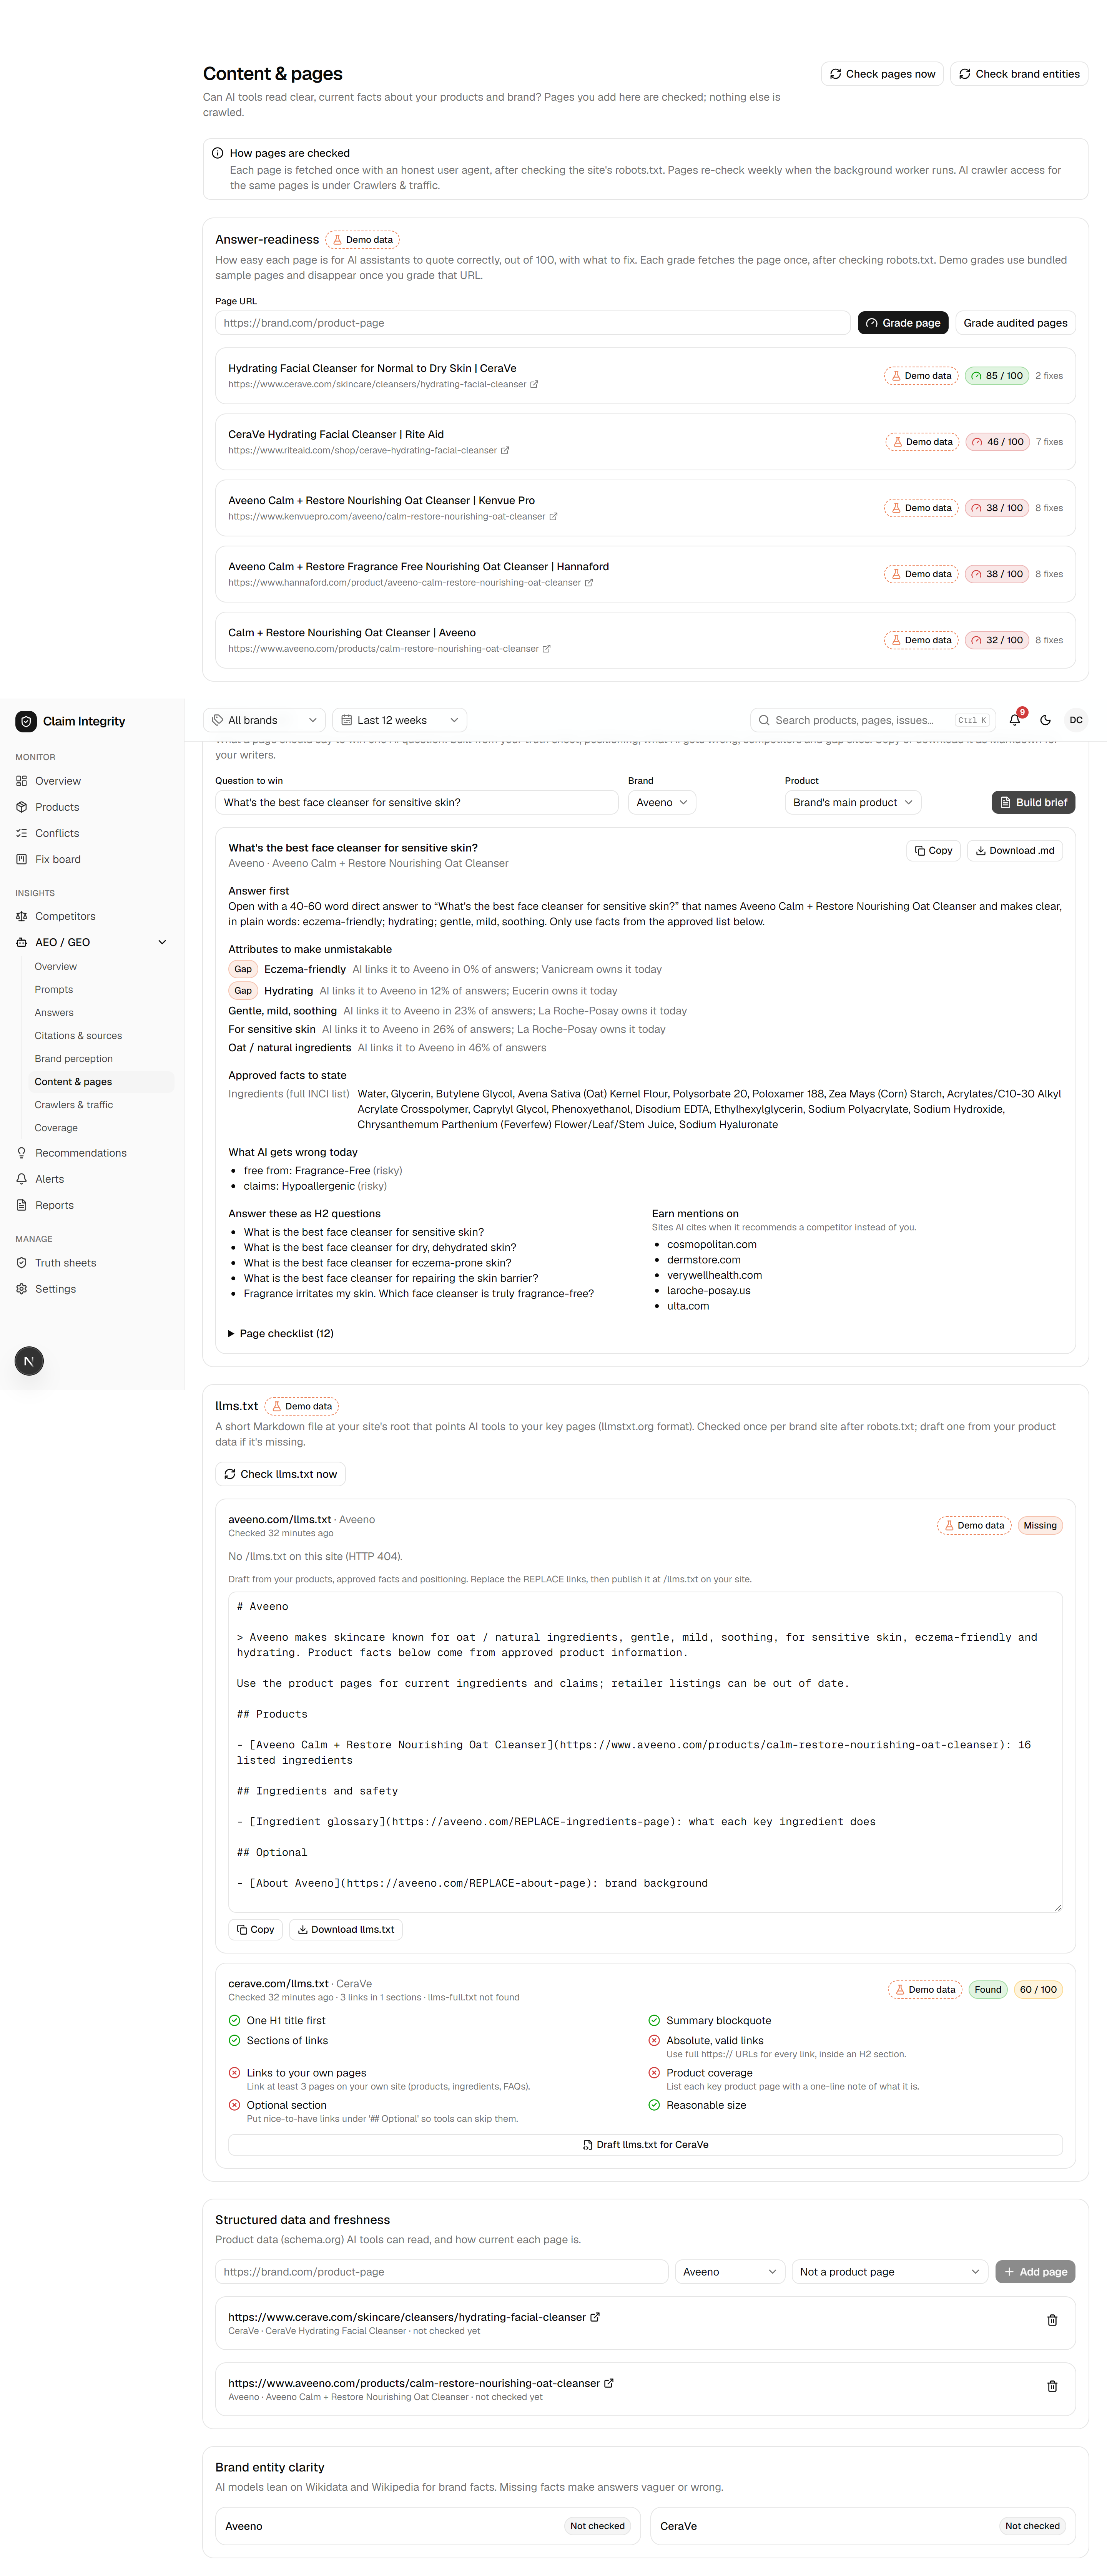 Content & pages
Check pages now
Check brand entities
Can AI tools read clear, current facts about your products and brand? Pages you add here are checked; nothing else is
crawled.
How pages are checked
Each page is fetched once with an honest user agent, after checking the site's robots.txt. Pages re-check weekly when the background worker runs. AI crawler access for
the same pages is under Crawlers & traffic.
Answer-readiness
Demo data
How easy each page is for AI assistants to quote correctly, out of 100, with what to fix. Each grade fetches the page once, after checking robots.txt. Demo grades use bundled
sample pages and disappear once you grade that URL.
Page URL
https://brand.com/product-page
Grade page
Grade audited pages
Hydrating Facial Cleanser for Normal to Dry Skin | CeraVe
https://www.cerave.com/skincare/cleansers/hydrating-facial-cleanser
Demo data
85 / 100
2 fixes
CeraVe Hydrating Facial Cleanser | Rite Aid
https://www.riteaid.com/shop/cerave-hydrating-facial-cleanser
Demo data
46 / 100
7 fixes
Aveeno Calm + Restore Nourishing Oat Cleanser | Kenvue Pro
https://www.kenvuepro.com/aveeno/calm-restore-nourishing-oat-cleanser
Demo data
38 / 100
8 fixes
Aveeno Calm + Restore Fragrance Free Nourishing Oat Cleanser | Hannaford
https://www.hannaford.com/product/aveeno-calm-restore-nourishing-oat-cleanser
Demo data
38 / 100
8 fixes
Calm + Restore Nourishing Oat Cleanser | Aveeno
https://www.aveeno.com/products/calm-restore-nourishing-oat-cleanser
Demo data
32 / 100
8 fixes
Claim Integrity
MONITOR
Overview
Products
Conflicts
Fix board
INSIGHTS
Competitors
AEO / GEO
Overview
Prompts
Answers
Citations & sources
Brand perception
Content & pages
Crawlers & traffic
Coverage
Recommendations
Alerts
Reports
MANAGE
Truth sheets
Settings
N
All brands
Last 12 weeks
Search products, pages, issues...
Ctrl K
9
DC
your writers.
Question to win
Brand
Product
What's the best face cleanser for sensitive skin?
Aveeno
Brand's main product
Build brief
What's the best face cleanser for sensitive skin?
Aveeno · Aveeno Calm + Restore Nourishing Oat Cleanser
Copy
Download .md
Answer first
Open with a 40-60 word direct answer to “What's the best face cleanser for sensitive skin?” that names Aveeno Calm + Restore Nourishing Oat Cleanser and makes clear,
in plain words: eczema-friendly; hydrating; gentle, mild, soothing. Only use facts from the approved list below.
Attributes to make unmistakable
Gap Eczema-friendly AI links it to Aveeno in 0% of answers; Vanicream owns it today
Gap Hydrating AI links it to Aveeno in 12% of answers; Eucerin owns it today
Gentle, mild, soothing AI links it to Aveeno in 23% of answers; La Roche-Posay owns it today
For sensitive skin AI links it to Aveeno in 26% of answers; La Roche-Posay owns it today
Oat / natural ingredients AI links it to Aveeno in 46% of answers
Approved facts to state
Ingredients (full INCI list) Water, Glycerin, Butylene Glycol, Avena Sativa (Oat) Kernel Flour, Polysorbate 20, Poloxamer 188, Zea Mays (Corn) Starch, Acrylates/C10-30 Alkyl
Acrylate Crosspolymer, Caprylyl Glycol, Phenoxyethanol, Disodium EDTA, Ethylhexylglycerin, Sodium Polyacrylate, Sodium Hydroxide,
Chrysanthemum Parthenium (Feverfew) Flower/Leaf/Stem Juice, Sodium Hyaluronate
What AI gets wrong today
• free from: Fragrance-Free (risky)
• claims: Hypoallergenic (risky)
Answer these as H2 questions
• What is the best face cleanser for sensitive skin?
• What is the best face cleanser for dry, dehydrated skin?
• What is the best face cleanser for eczema-prone skin?
• What is the best face cleanser for repairing the skin barrier?
• Fragrance irritates my skin. Which face cleanser is truly fragrance-free?
Earn mentions on
Sites AI cites when it recommends a competitor instead of you.
• cosmopolitan.com
• dermstore.com
• verywellhealth.com
• laroche-posay.us
• ulta.com
Page checklist (12)
llms.txt
Demo data
A short Markdown file at your site's root that points AI tools to your key pages (llmstxt.org format). Checked once per brand site after robots.txt; draft one from your product
data if it's missing.
Check llms.txt now
aveeno.com/llms.txt · Aveeno
Checked 32 minutes ago
Demo data
Missing
No /llms.txt on this site (HTTP 404).
Draft from your products, approved facts and positioning. Replace the REPLACE links, then publish it at /llms.txt on your site.
# Aveeno
> Aveeno makes skincare known for oat / natural ingredients, gentle, mild, soothing, for sensitive skin, eczema-friendly and
hydrating. Product facts below come from approved product information.
Use the product pages for current ingredients and claims; retailer listings can be out of date.
## Products
- [Aveeno Calm + Restore Nourishing Oat Cleanser](https://www.aveeno.com/products/calm-restore-nourishing-oat-cleanser): 16
listed ingredients
## Ingredients and safety
- [Ingredient glossary](https://aveeno.com/REPLACE-ingredients-page): what each key ingredient does
## Optional
- [About Aveeno](https://aveeno.com/REPLACE-about-page): brand background
Copy
Download llms.txt
cerave.com/llms.txt · CeraVe
Checked 32 minutes ago · 3 links in 1 sections · llms-full.txt not found
Demo data
Found
60 / 100
One H1 title first
Summary blockquote
Sections of links
Absolute, valid links
Use full https:// URLs for every link, inside an H2 section.
Links to your own pages
Link at least 3 pages on your own site (products, ingredients, FAQs).
Product coverage
List each key product page with a one-line note of what it is.
Optional section
Put nice-to-have links under '## Optional' so tools can skip them.
Reasonable size
Draft llms.txt for CeraVe
Structured data and freshness
Product data (schema.org) AI tools can read, and how current each page is.
https://brand.com/product-page
Aveeno
Not a product page
Add page
https://www.cerave.com/skincare/cleansers/hydrating-facial-cleanser
CeraVe · CeraVe Hydrating Facial Cleanser · not checked yet
https://www.aveeno.com/products/calm-restore-nourishing-oat-cleanser
Aveeno · Aveeno Calm + Restore Nourishing Oat Cleanser · not checked yet
Brand entity clarity
AI models lean on Wikidata and Wikipedia for brand facts. Missing facts make answers vaguer or wrong.
Aveeno
Not checked
CeraVe
Not checked